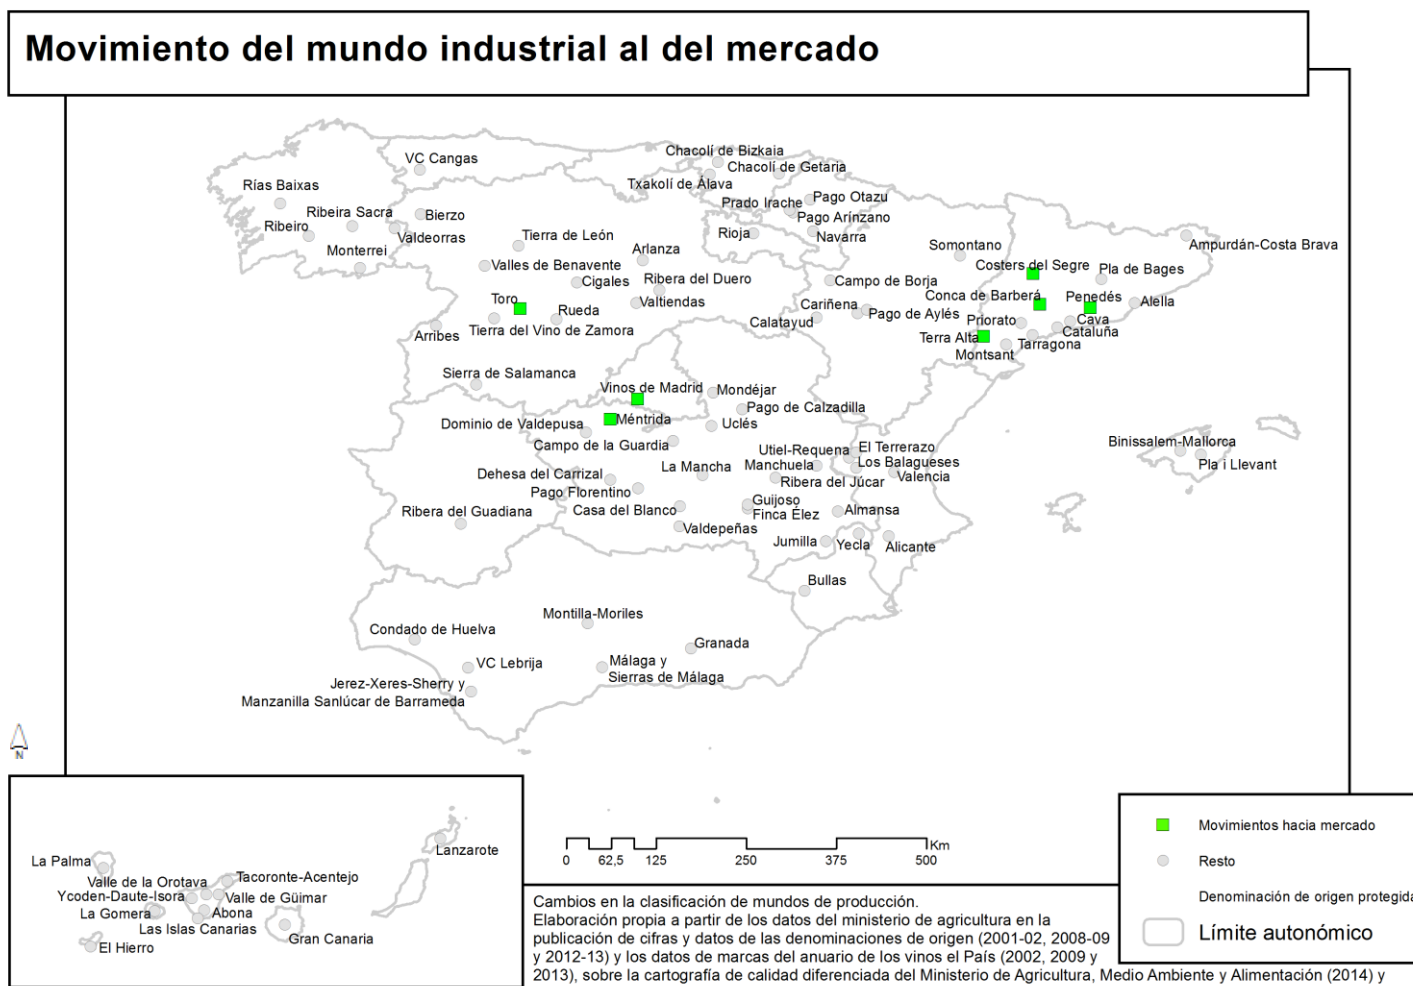 Movimiento del mundo industrial al del mercado
Chacolí de Bizkaia
VC Cangas
Chacolí de Getaria
Txakolí de Álava
Rías Baixas
Pago Otazu
Prado Irache
Ribeira Sacra
Bierzo
Pago Arínzano
Ribeiro
Valdeorras
Rioja
Navarra
Tierra de León
Somontano
Ampurdán-Costa Brava
Monterrei
Arlanza
Valles de Benavente
Costers del Segre
Pla de Bages
Cigales
Ribera del Duero
Campo de Borja
Toro
Valtiendas
Conca de Barberá
Penedés
Alella
Rueda
Cariñena
Pago de Aylés
Priorato
Cava
Arribes
Tierra del Vino de Zamora
Calatayud
Terra Alta
Cataluña
Tarragona
Montsant
Sierra de Salamanca
Vinos de Madrid
Mondéjar
Pago de Calzadilla
Dominio de Valdepusa
Méntrida
Uclés
Campo de la Guardia
Utiel-Requena
El Terrerazo
Binissalem-Mallorca
La Mancha
Manchuela
Los Balagueses
Pla i Llevant
Dehesa del Carrizal
Ribera del Júcar
Valencia
Pago Florentino
Guijoso
Ribera del Guadiana
Casa del Blanco
Finca Élez
Almansa
Valdepeñas
Jumilla
Yecla
Alicante
Bullas
Montilla-Moriles
Condado de Huelva
Granada
VC Lebrija
Málaga y
Sierras de Málaga
Jerez-Xeres-Sherry y
Manzanilla Sanlúcar de Barrameda
N
Lanzarote
La Palma
Tacoronte-Acentejo
Valle de la Orotava
Ycoden-Daute-Isora
Valle de Güimar
La Gomera
Abona
Las Islas Canarias
Gran Canaria
El Hierro
Km
0 62,5 125 250 375 500
Movimientos hacia mercado
Resto
Denominación de origen protegida
Límite autonómico
Cambios en la clasificación de mundos de producción.
Elaboración propia a partir de los datos del ministerio de agricultura en la
publicación de cifras y datos de las denominaciones de origen (2001-02, 2008-09
y 2012-13) y los datos de marcas del anuario de los vinos el País (2002, 2009 y
2013), sobre la cartografía de calidad diferenciada del Ministerio de Agricultura, Medio Ambiente y Alimentación (2014) y